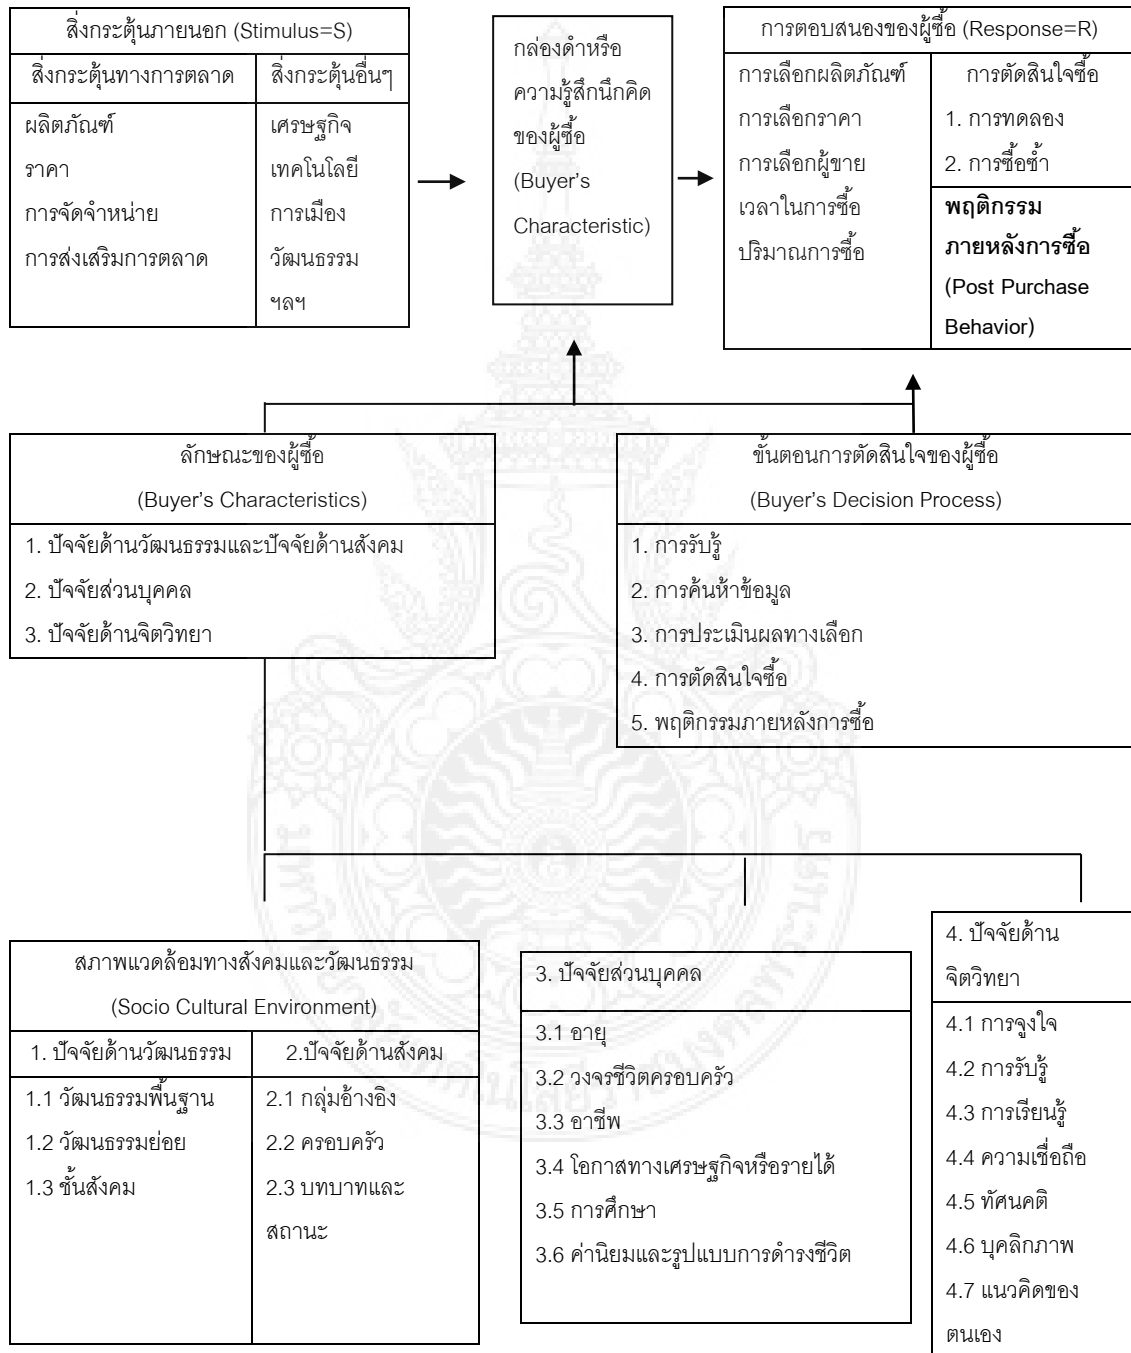 สิ่งกระตุ้นภายนอก (Stimulus=S)
สิ่งกระตุ้นทางการตลาด
ผลิตภัณฑ์
ราคา
การจัดจำหน่าย
การส่งเสริมการตลาด
สิ่งกระตุ้นอื่นๆ
เศรษฐกิจ
เทคโนโลยี
การเมือง
วัฒนธรรม
ฯลฯ
กล่องดำหรือ
ความรู้สึกนึกคิด
ของผู้ซื้อ
(Buyer's
Characteristic)
การตอบสนองของผู้ซื้อ (Response=R)
การเลือกผลิตภัณฑ์
การเลือกราคา
การเลือกผู้ขาย
เวลาในการซื้อ
ปริมาณการซื้อ
การตัดสินใจซื้อ
1. การทดลอง
2. การซื้อซ้ำ
พฤติกรรม
ภายหลังการซื้อ
(Post Purchase
Behavior)
ลักษณะของผู้ซื้อ
(Buyer's Characteristics)
1. ปัจจัยด้านวัฒนธรรมและปัจจัยด้านสังคม
2. ปัจจัยส่วนบุคคล
3. ปัจจัยด้านจิตวิทยา
ขั้นตอนการตัดสินใจของผู้ซื้อ
(Buyer's Decision Process)
1. การรับรู้
2. การค้นห้าข้อมูล
3. การประเมินผลทางเลือก
4. การตัดสินใจซื้อ
5. พฤติกรรมภายหลังการซื้อ
สภาพแวดล้อมทางสังคมและวัฒนธรรม
(Socio Cultural Environment)
1. ปัจจัยด้านวัฒนธรรม
1.1 วัฒนธรรมพื้นฐาน
1.2 วัฒนธรรมย่อย
1.3 ชั้นสังคม
2.ปัจจัยด้านสังคม
2.1 กลุ่มอ้างอิง
2.2 ครอบครัว
2.3 บทบาทและ
สถานะ
3. ปัจจัยส่วนบุคคล
3.1 อายุ
3.2 วงจรชีวิตครอบครัว
3.3 อาชีพ
3.4 โอกาสทางเศรษฐกิจหรือรายได้
3.5 การศึกษา
3.6 ค่านิยมและรูปแบบการดำรงชีวิต
4. ปัจจัยด้าน
จิตวิทยา
4.1 การจูงใจ
4.2 การรับรู้
4.3 การเรียนรู้
4.4 ความเชื่อถือ
4.5 ทัศนคติ
4.6 บุคลิกภาพ
4.7 แนวคิดของ
ตนเอง